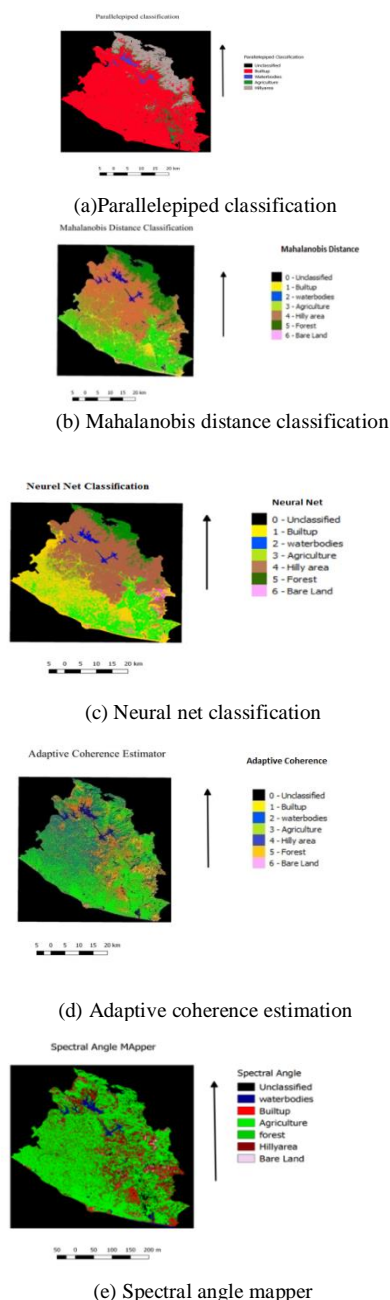 Parallelepiped classification
Parallelepiped Classification
Unclassified
Builtup
Waterbodies
Agriculture
Hillyarea
5 0 5 10 15 20 km
(a)Parallelepiped classification
Mahalanobis Distance Classification
Mahalanobis Distance
0 - Unclassified
1 - Builtup
2 - waterbodies
3 - Agriculture
4 - Hilly area
5 - Forest
6 - Bare Land
5 0 5 10 15 20 km
(b) Mahalanobis distance classification
Neurel Net Classification
Neural Net
0 - Unclassified
1 - Builtup
2 - waterbodies
3 - Agriculture
4 - Hilly area
5 - Forest
6 - Bare Land
5 0 5 10 15 20 km
(c) Neural net classification
Adaptive Coherence Estimator
Adaptive Coherence
0 - Unclassified
1 - Builtup
2 - waterbodies
3 - Agriculture
4 - Hilly area
5 - Forest
6 - Bare Land
5 0 5 10 15 20 km
(d) Adaptive coherence estimation
Spectral Angle MApper
Spectral Angle
Unclassified
waterbodies
Builtup
Agriculture
forest
Hillyarea
Bare Land
50 0 50 100 150 200 m
(e) Spectral angle mapper